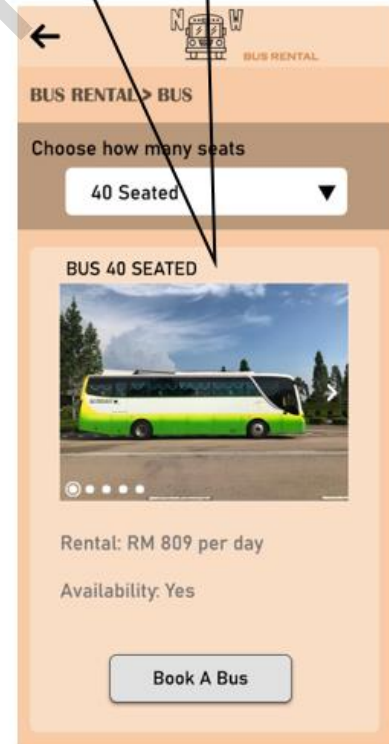 N W
BUS RENTAL
BUS RENTAL > BUS
Choose how many seats
40 Seated
BUS 40 SEATED
Rental: RM 809 per day
Availability: Yes
Book A Bus